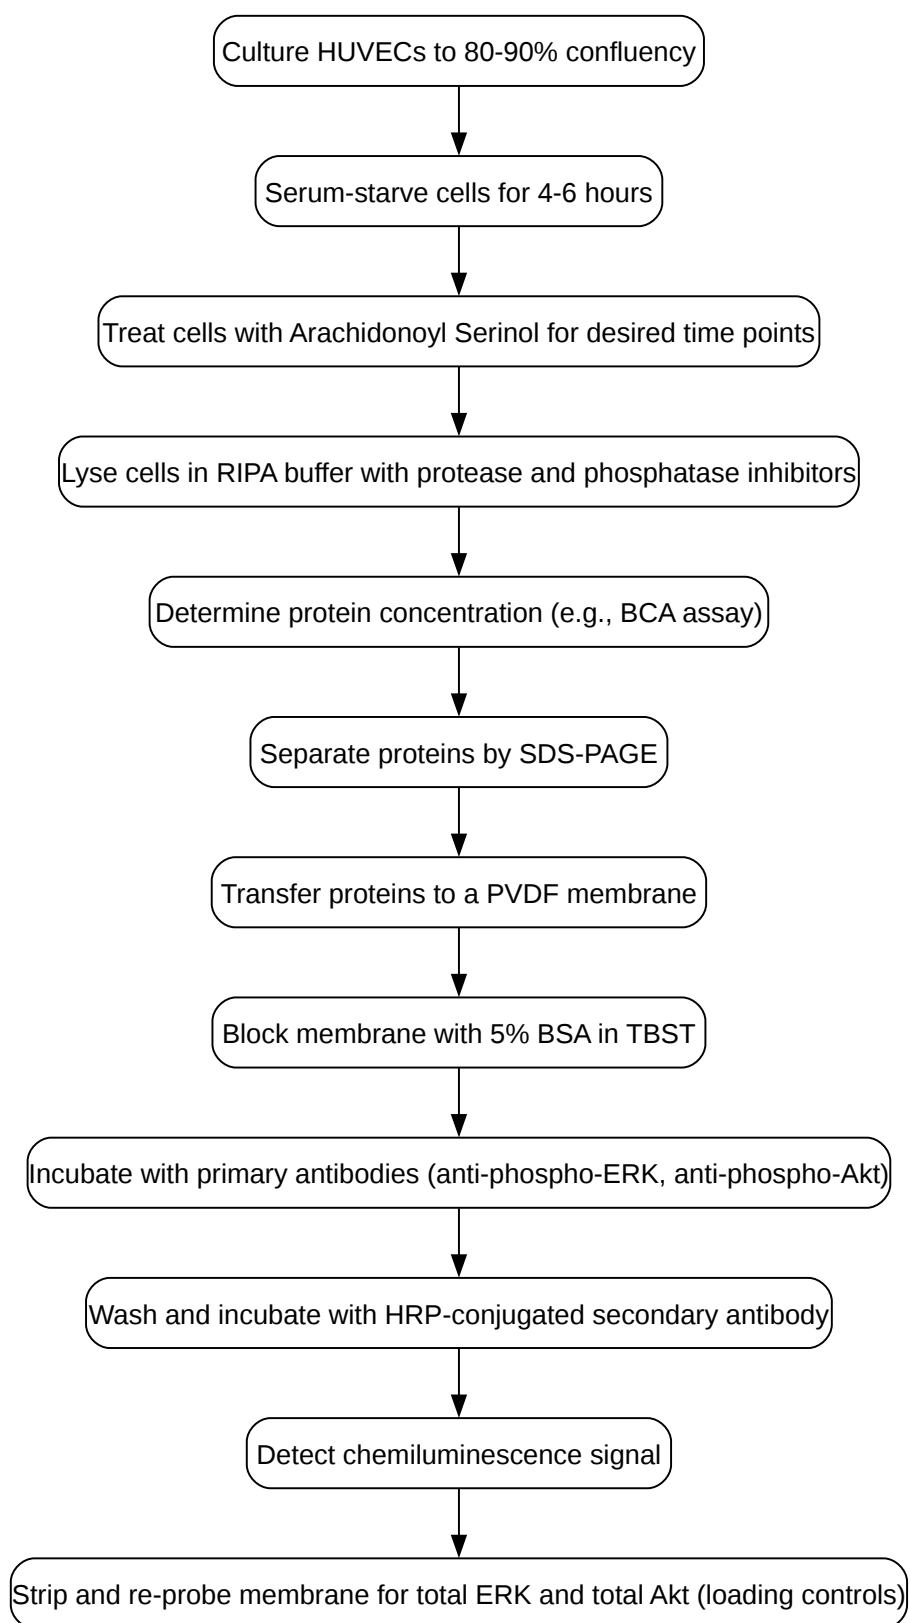 Culture HUVECs to 80-90% confluency
Serum-starve cells for 4-6 hours
Treat cells with Arachidonoyl Serinol for desired time points
Lyse cells in RIPA buffer with protease and phosphatase inhibitors
Determine protein concentration (e.g., BCA assay)
Separate proteins by SDS-PAGE
Transfer proteins to a PVDF membrane
Block membrane with 5% BSA in TBST
Incubate with primary antibodies (anti-phospho-ERK, anti-phospho-Akt)
Wash and incubate with HRP-conjugated secondary antibody
Detect chemiluminescence signal
Strip and re-probe membrane for total ERK and total Akt (loading controls)